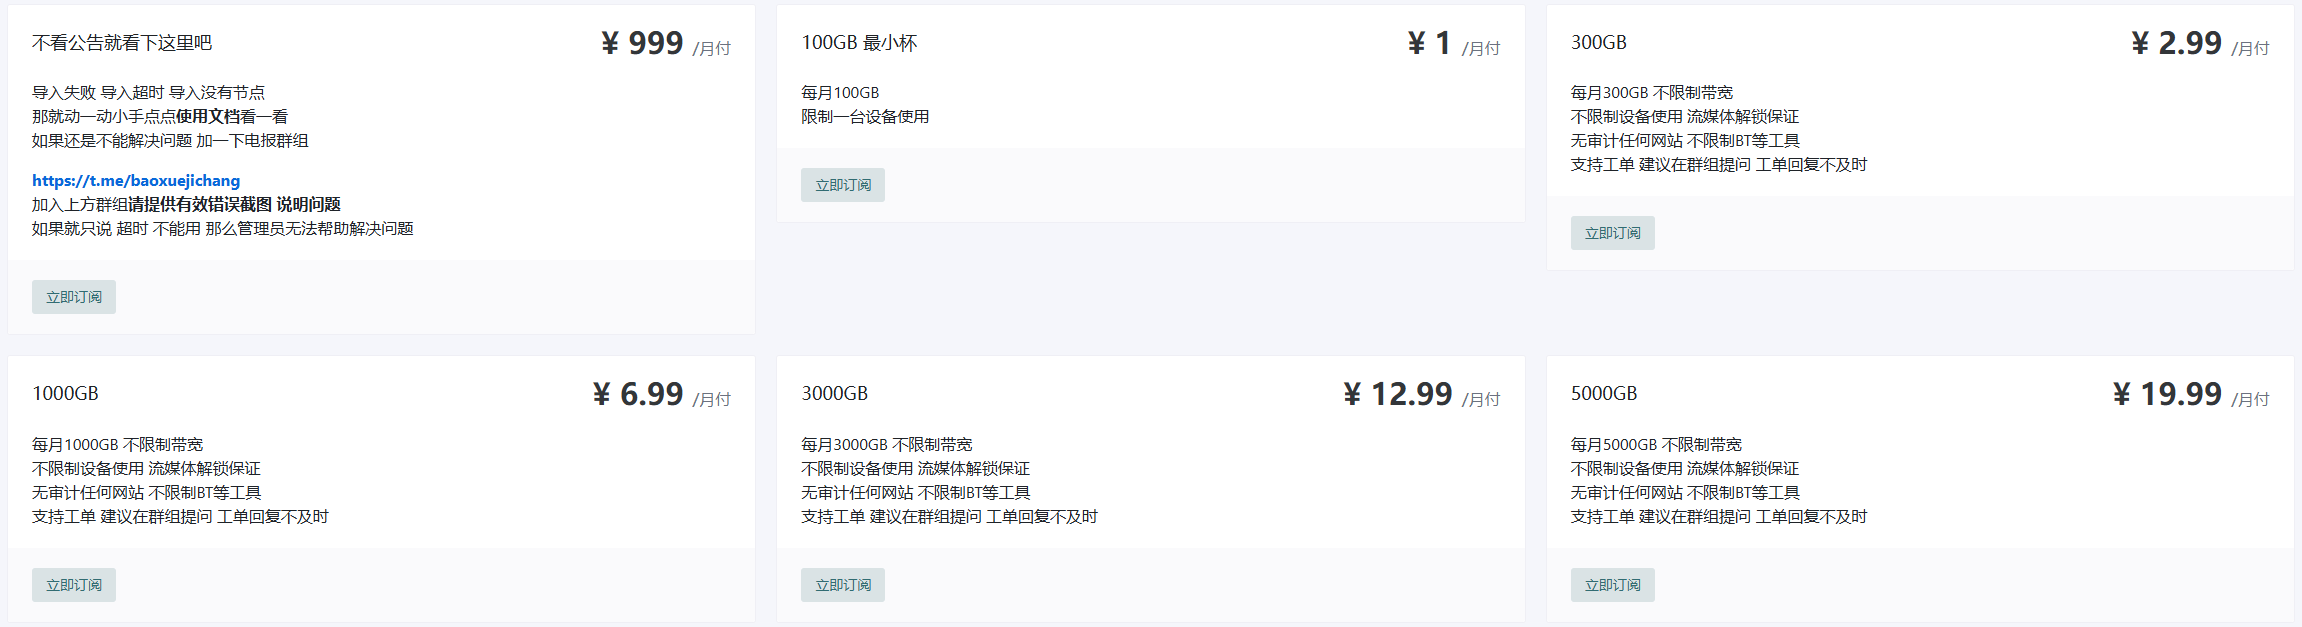 不看公告就看下这里吧
¥ 999 /月付
导入失败 导入超时 导入没有节点
那就动一动小手点点使用文档看一看
如果还是不能解决问题 加一下电报群组
https://t.me/baoxuejichang
加入上方群组请提供有效错误截图 说明问题
如果就只说 超时 不能用 那么管理员无法帮助解决问题
立即订阅
100GB 最小杯
¥ 1 /月付
每月100GB
限制一台设备使用
立即订阅
300GB
¥ 2.99 /月付
每月300GB 不限制带宽
不限制设备使用 流媒体解锁保证
无审计任何网站 不限制BT等工具
支持工单 建议在群组提问 工单回复不及时
立即订阅
1000GB
¥ 6.99 /月付
每月1000GB 不限制带宽
不限制设备使用 流媒体解锁保证
无审计任何网站 不限制BT等工具
支持工单 建议在群组提问 工单回复不及时
立即订阅
3000GB
¥ 12.99 /月付
每月3000GB 不限制带宽
不限制设备使用 流媒体解锁保证
无审计任何网站 不限制BT等工具
支持工单 建议在群组提问 工单回复不及时
立即订阅
5000GB
¥ 19.99 /月付
每月5000GB 不限制带宽
不限制设备使用 流媒体解锁保证
无审计任何网站 不限制BT等工具
支持工单 建议在群组提问 工单回复不及时
立即订阅